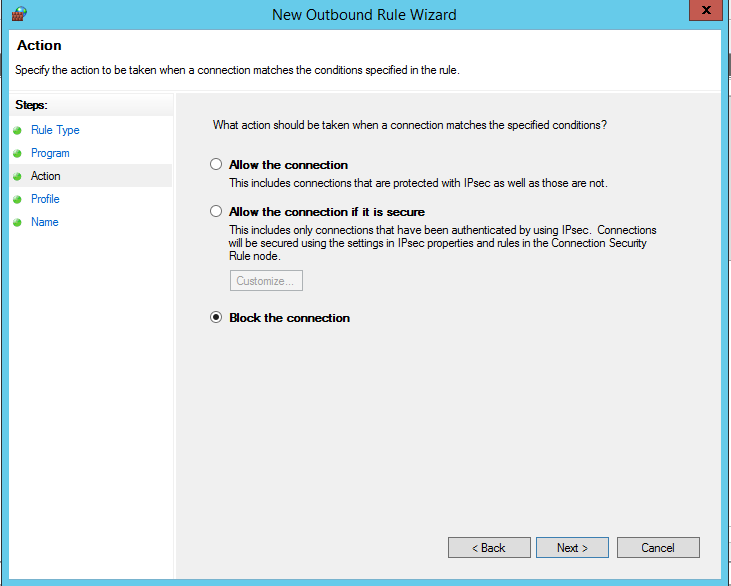 New Outbound Rule Wizard
x
Action
Specify the action to be taken when a connection matches the conditions specified in the rule.
Steps:
Rule Type
Program
Action
Profile
Name
What action should be taken when a connection matches the specified conditions?
Allow the connection
This includes connections that are protected with IPsec as well as those are not.
Allow the connection if it is secure
This includes only connections that have been authenticated by using IPsec. Connections
will be secured using the settings in IPsec properties and rules in the Connection Security
Rule node.
Customize...
Block the connection
< Back Next > Cancel